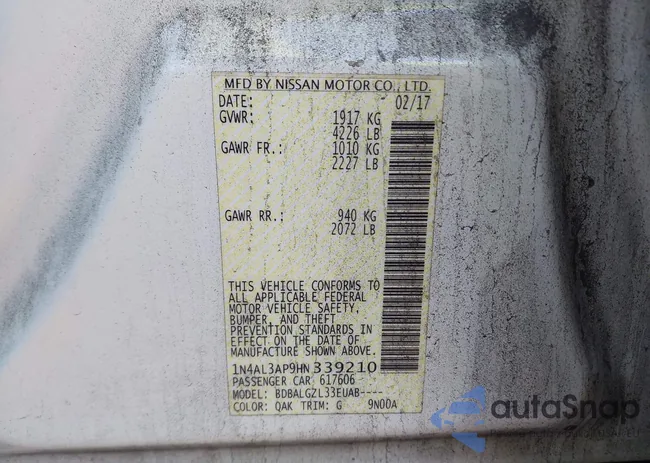 MFD BY NISSAN MOTOR CO., LTD.
DATE: 02/17
GVWR: 1917 KG
4226 LB
GAWR FR.: 1010 KG
2227 LB
GAWR RR.: 940 KG
2072 LB
THIS VEHICLE CONFORMS TO
ALL APPLICABLE FEDERAL
MOTOR VEHICLE SAFETY,
BUMPER, AND THEFT
PREVENTION STANDARDS IN
EFFECT ON THE DATE OF
MANUFACTURE SHOWN ABOVE.
1N4AL3AP9HN339210
PASSENGER CAR 617606
MODEL: BDBALGZL33EUAB----
COLOR: QAK TRIM: G 9N00A
autoSnap